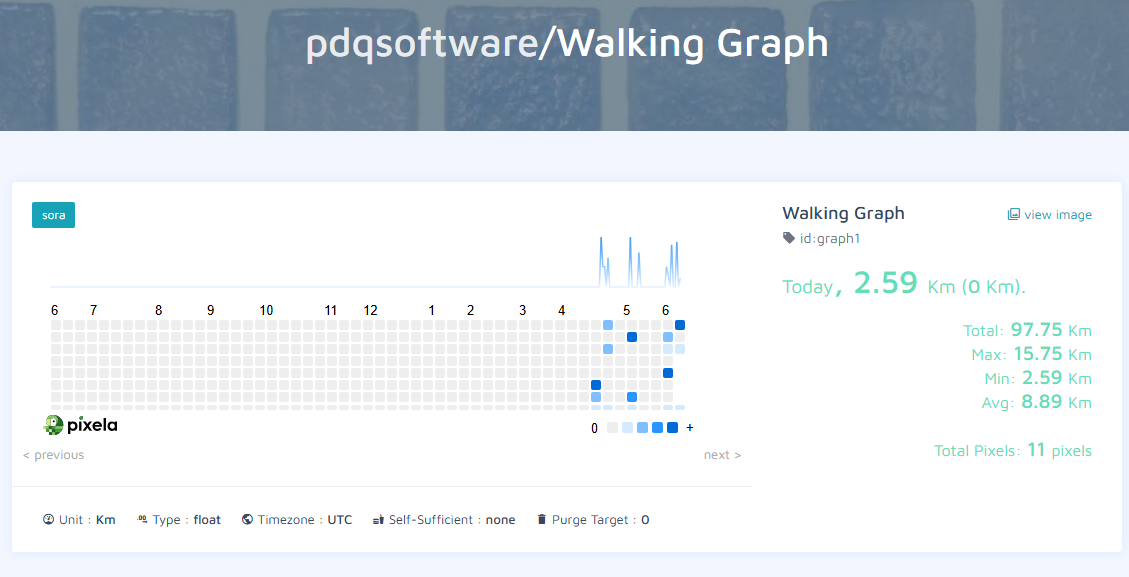 pdqsoftware/Walking Graph
sora
6 7 8 9 10 11 12 1 2 3 4 5 6
pixela
0 +
< previous next >
Unit : Km Type : float Timezone : UTC Self-Sufficient : none Purge Target : 0
Walking Graph view image
id:graph1
Today, 2.59 Km (0 Km).
Total: 97.75 Km
Max: 15.75 Km
Min: 2.59 Km
Avg: 8.89 Km
Total Pixels: 11 pixels